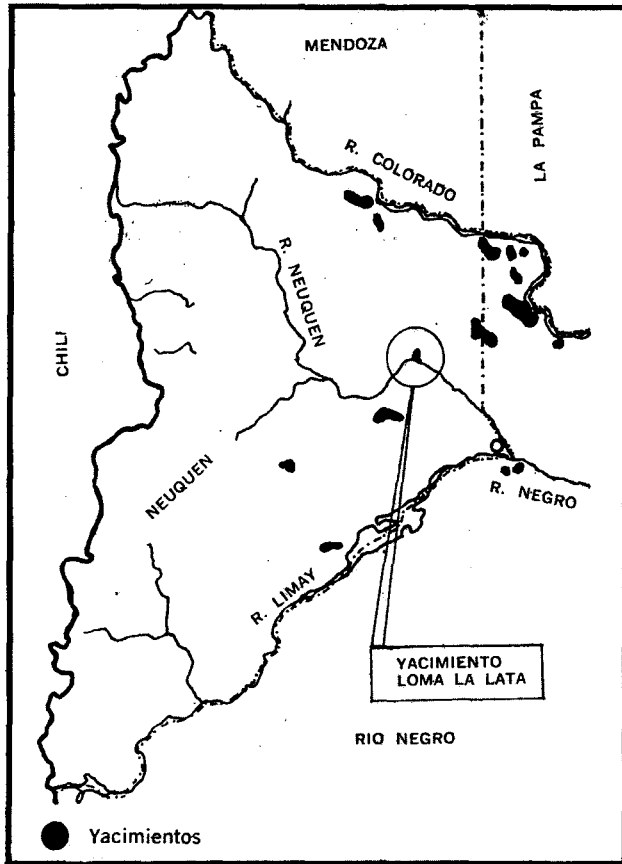 MENDOZA
LA PAMPA
R. COLORADO
R. NEUQUEN
CHILI
NEUQUEN
R. NEGRO
R. LIMAY
YACIMIENTO
LOMA LA LATA
RIO NEGRO
Yacimientos